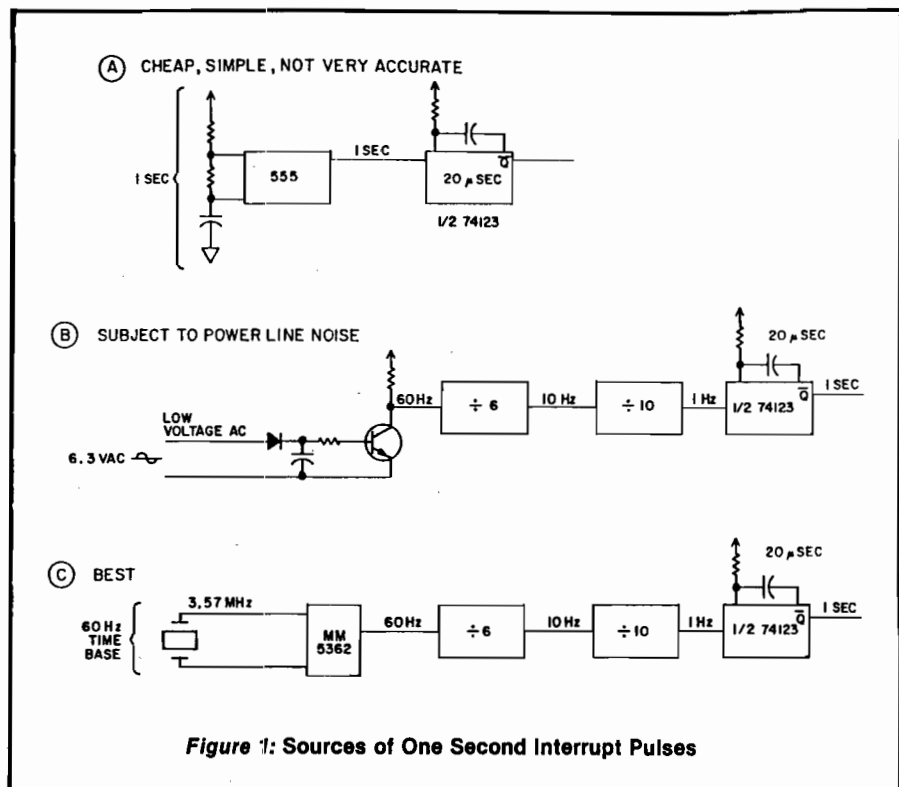 A CHEAP, SIMPLE, NOT VERY ACCURATE
1 SEC
555
1 SEC
20 µSEC
Q̅
1/2 74123
B SUBJECT TO POWER LINE NOISE
LOW
VOLTAGE AC
6.3 VAC
60Hz
÷ 6
10 Hz
÷ 10
1 Hz
20 µSEC
1/2 74123
Q̅
1 SEC
C BEST
60 Hz
TIME
BASE
3,57 MHz
MM
5362
60Hz
÷6
10Hz
÷10
1 Hz
20 µSEC
1/2 74123
Q̅
1 SEC
Figure 1: Sources of One Second Interrupt Pulses